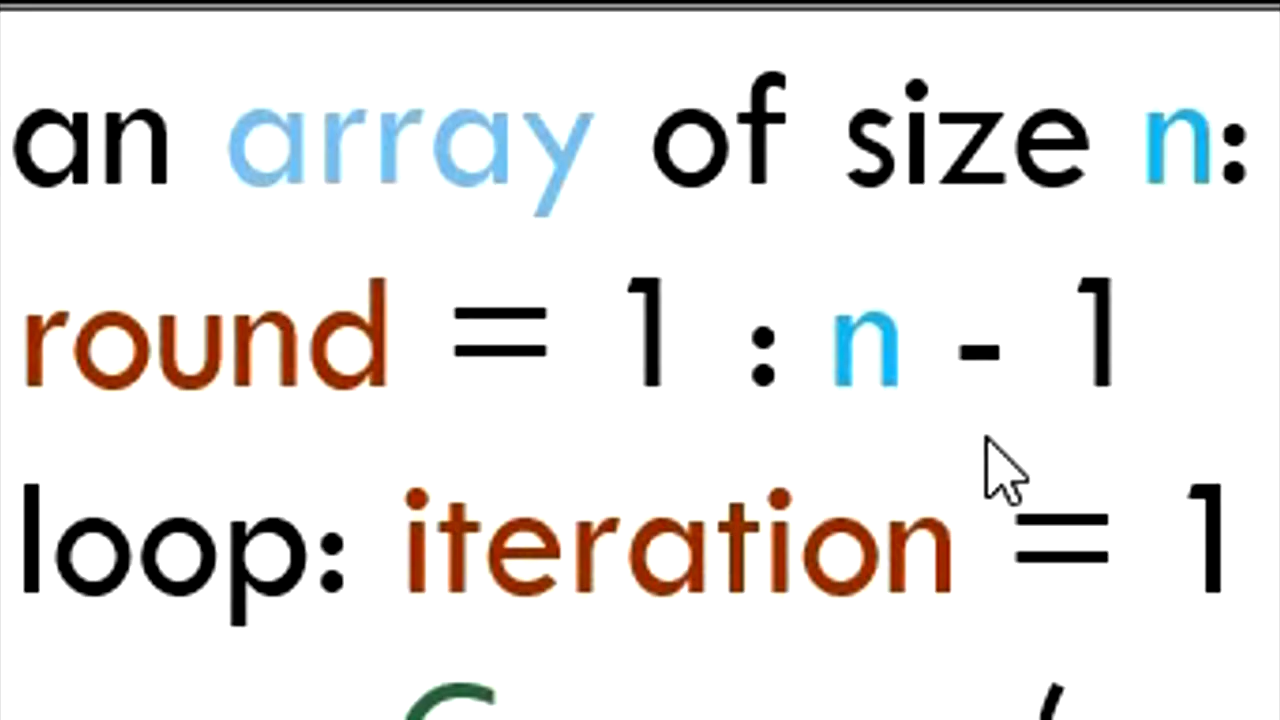 an array of size n:
round = 1 : n - 1
loop: iteration = 1